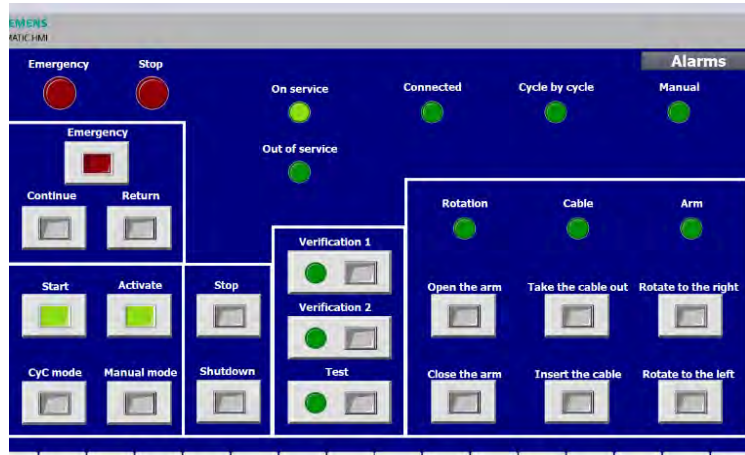 IEMENS
MATIC HMI
Alarms
Emergency Stop
On service Connected Cycle by cycle Manual
Emergency
Out of service
Continue Return
Rotation Cable Arm
Verification 1
Start Activate Stop
Open the arm Take the cable out Rotate to the right
Verification 2
CyC mode Manual mode Shutdown Test
Close the arm Insert the cable Rotate to the left